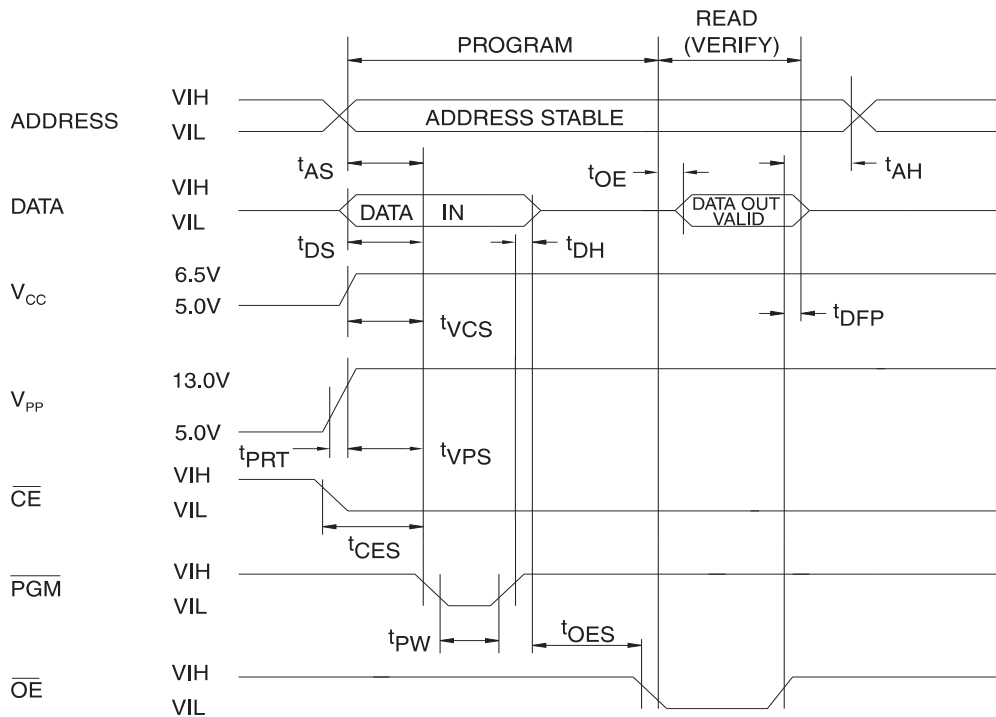 READ
PROGRAM (VERIFY)
VIH
ADDRESS ADDRESS STABLE
VIL
tAS tOE tAH
VIH
DATA DATA IN DATA OUT
VIL VALID
tDS tDH
6.5V
VCC
5.0V
tVCS tDFP
13.0V
VPP
5.0V
tPRT tVPS
VIH
CE
VIL
tCES
VIH
PGM
VIL
tPW tOES
VIH
OE
VIL